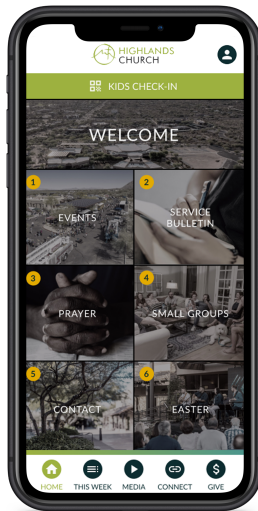 HIGHLANDS
CHURCH
KIDS CHECK-IN
WELCOME
1
2
EVENTS
SERVICE
BULLETIN
3
4
PRAYER
SMALL GROUPS
5
6
CONTACT
EASTER
HOME
THIS WEEK
MEDIA
CONNECT
$
GIVE